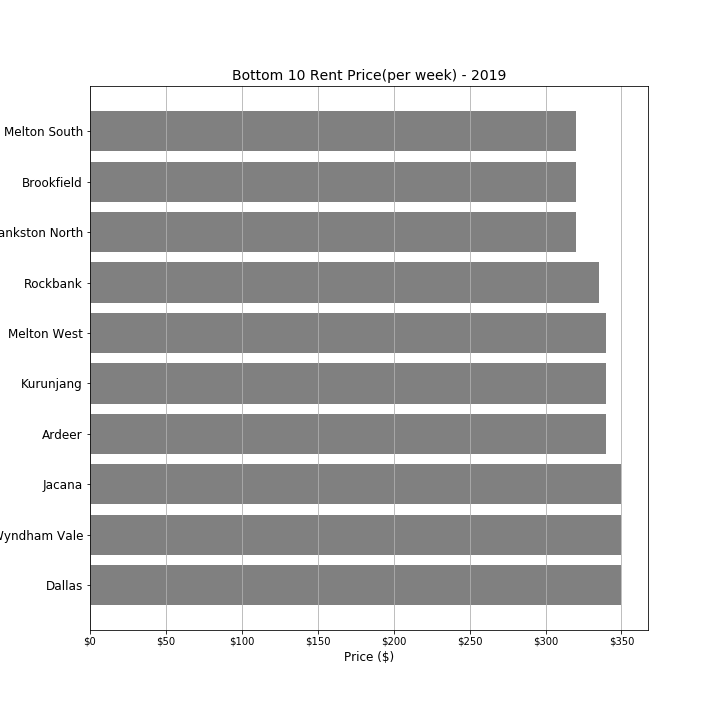 Bottom 10 Rent Price(per week) - 2019
Melton South
Brookfield
ankston North
Rockbank
Melton West
Kurunjang
Ardeer
Jacana
Wyndham Vale
Dallas
$0 $50 $100 $150 $200 $250 $300 $350
Price ($)